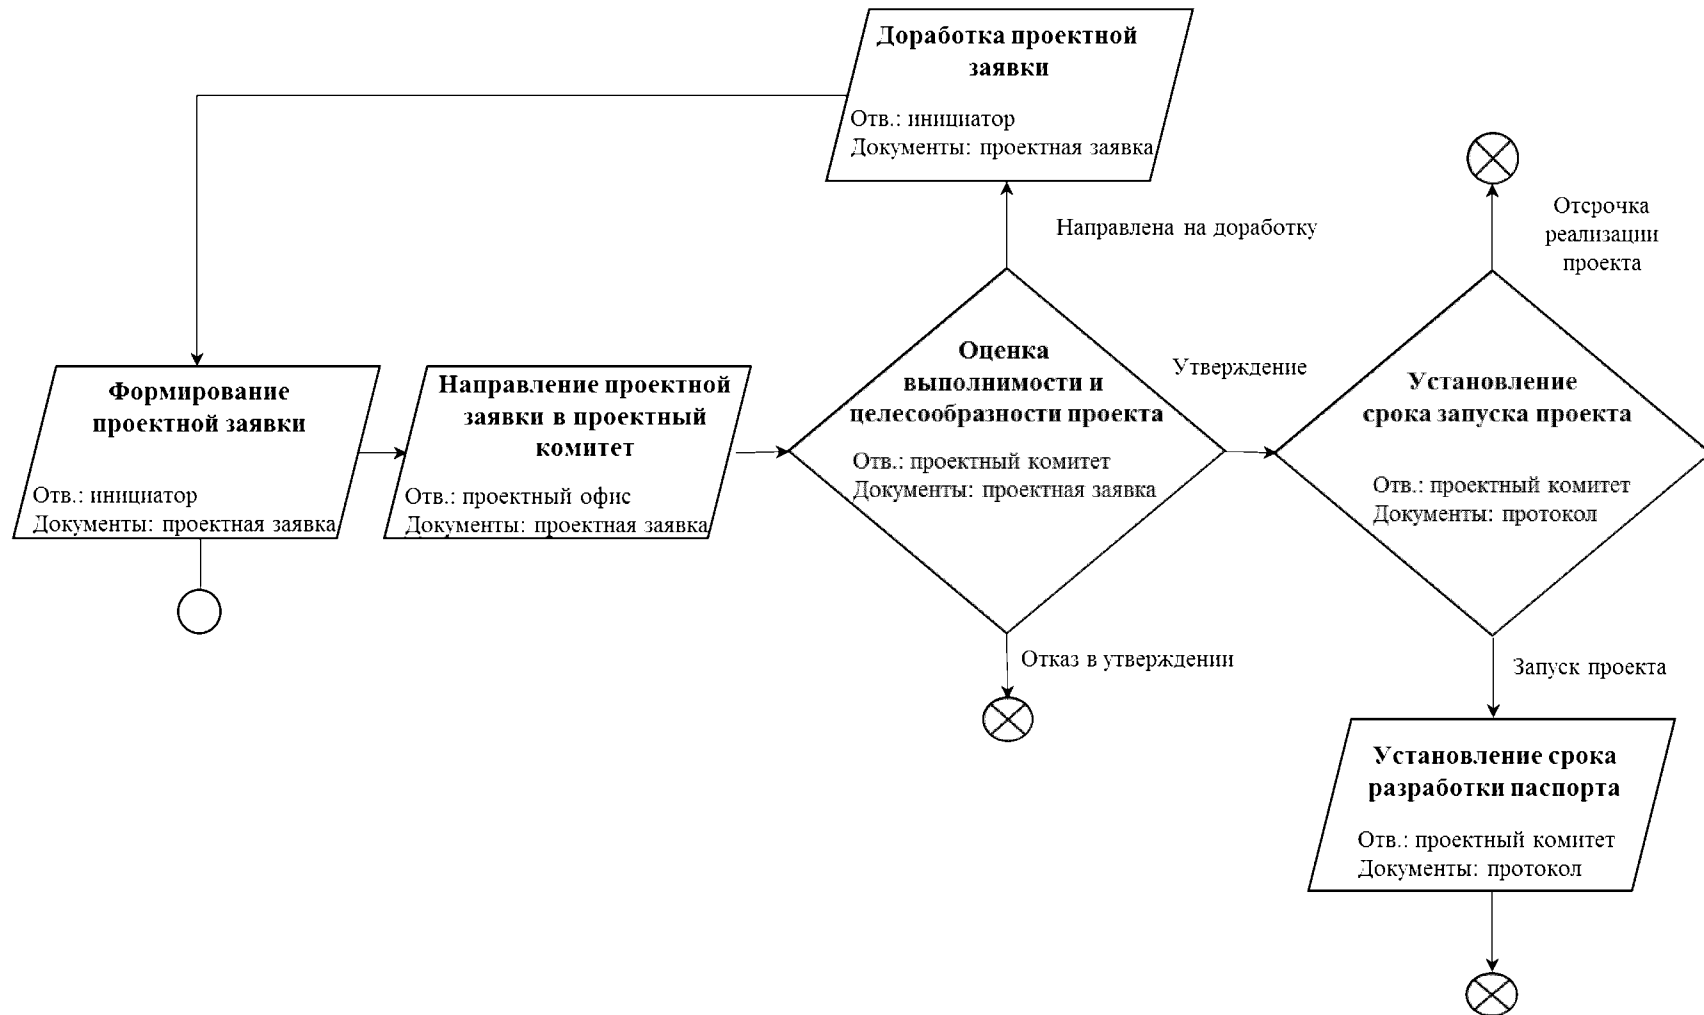 Доработка проектной
заявки
Отв.: инициатор
Документы: проектная заявка
Направлена на доработку
Отсрочка
реализации
проекта
Формирование
проектной заявки
Отв.: инициатор
Документы: проектная заявка
Направление проектной
заявки в проектный
комитет
Отв.: проектный офис
Документы: проектная заявка
Оценка
выполнимости и
целесообразности проекта
Отв.: проектный комитет
Документы: проектная заявка
Утверждение
Установление
срока запуска проекта
Отв.: проектный комитет
Документы: протокол
Отказ в утверждении
Запуск проекта
Установление срока
разработки паспорта
Отв.: проектный комитет
Документы: протокол